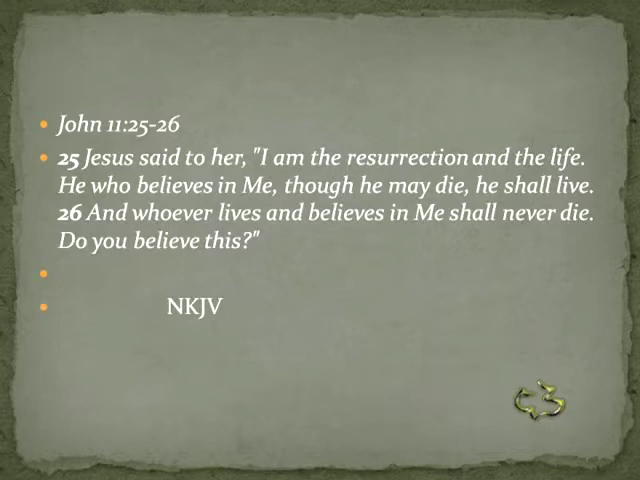 John 11:25-26
25 Jesus said to her, "I am the resurrection and the life.
He who believes in Me, though he may die, he shall live.
26 And whoever lives and believes in Me shall never die.
Do you believe this?"
NKJV